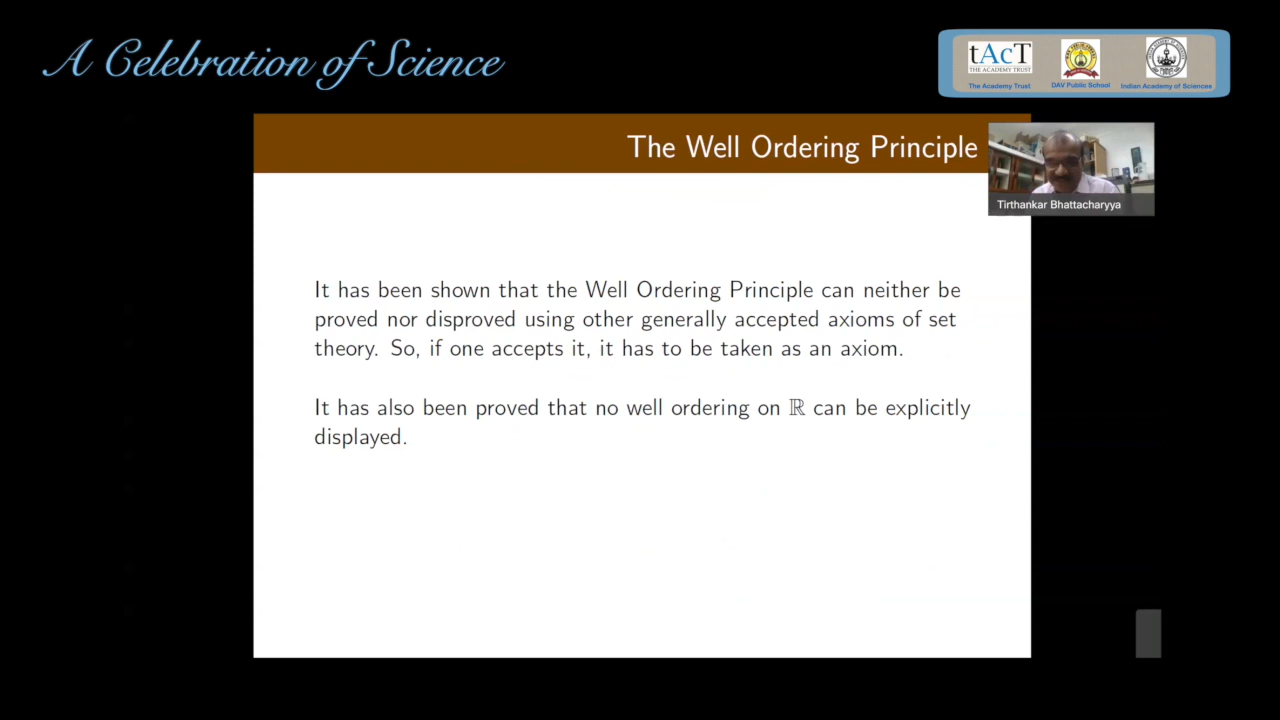 A Celebration of Science
tAcT
THE ACADEMY TRUST
The Academy Trust
DAV Public School
Indian Academy of Sciences
The Well Ordering Principle
Tirthankar Bhattacharyya
It has been shown that the Well Ordering Principle can neither be
proved nor disproved using other generally accepted axioms of set
theory. So, if one accepts it, it has to be taken as an axiom.
It has also been proved that no well ordering on ℝ can be explicitly
displayed.